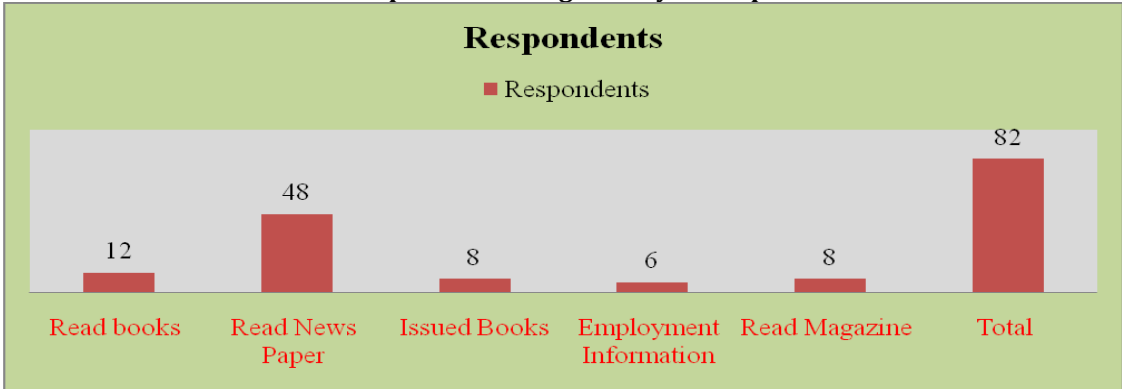 Respondents
Respondents
82
48
12
8
6
8
Read books
Read News
Paper
Issued Books
Employment
Information
Read Magazine
Total